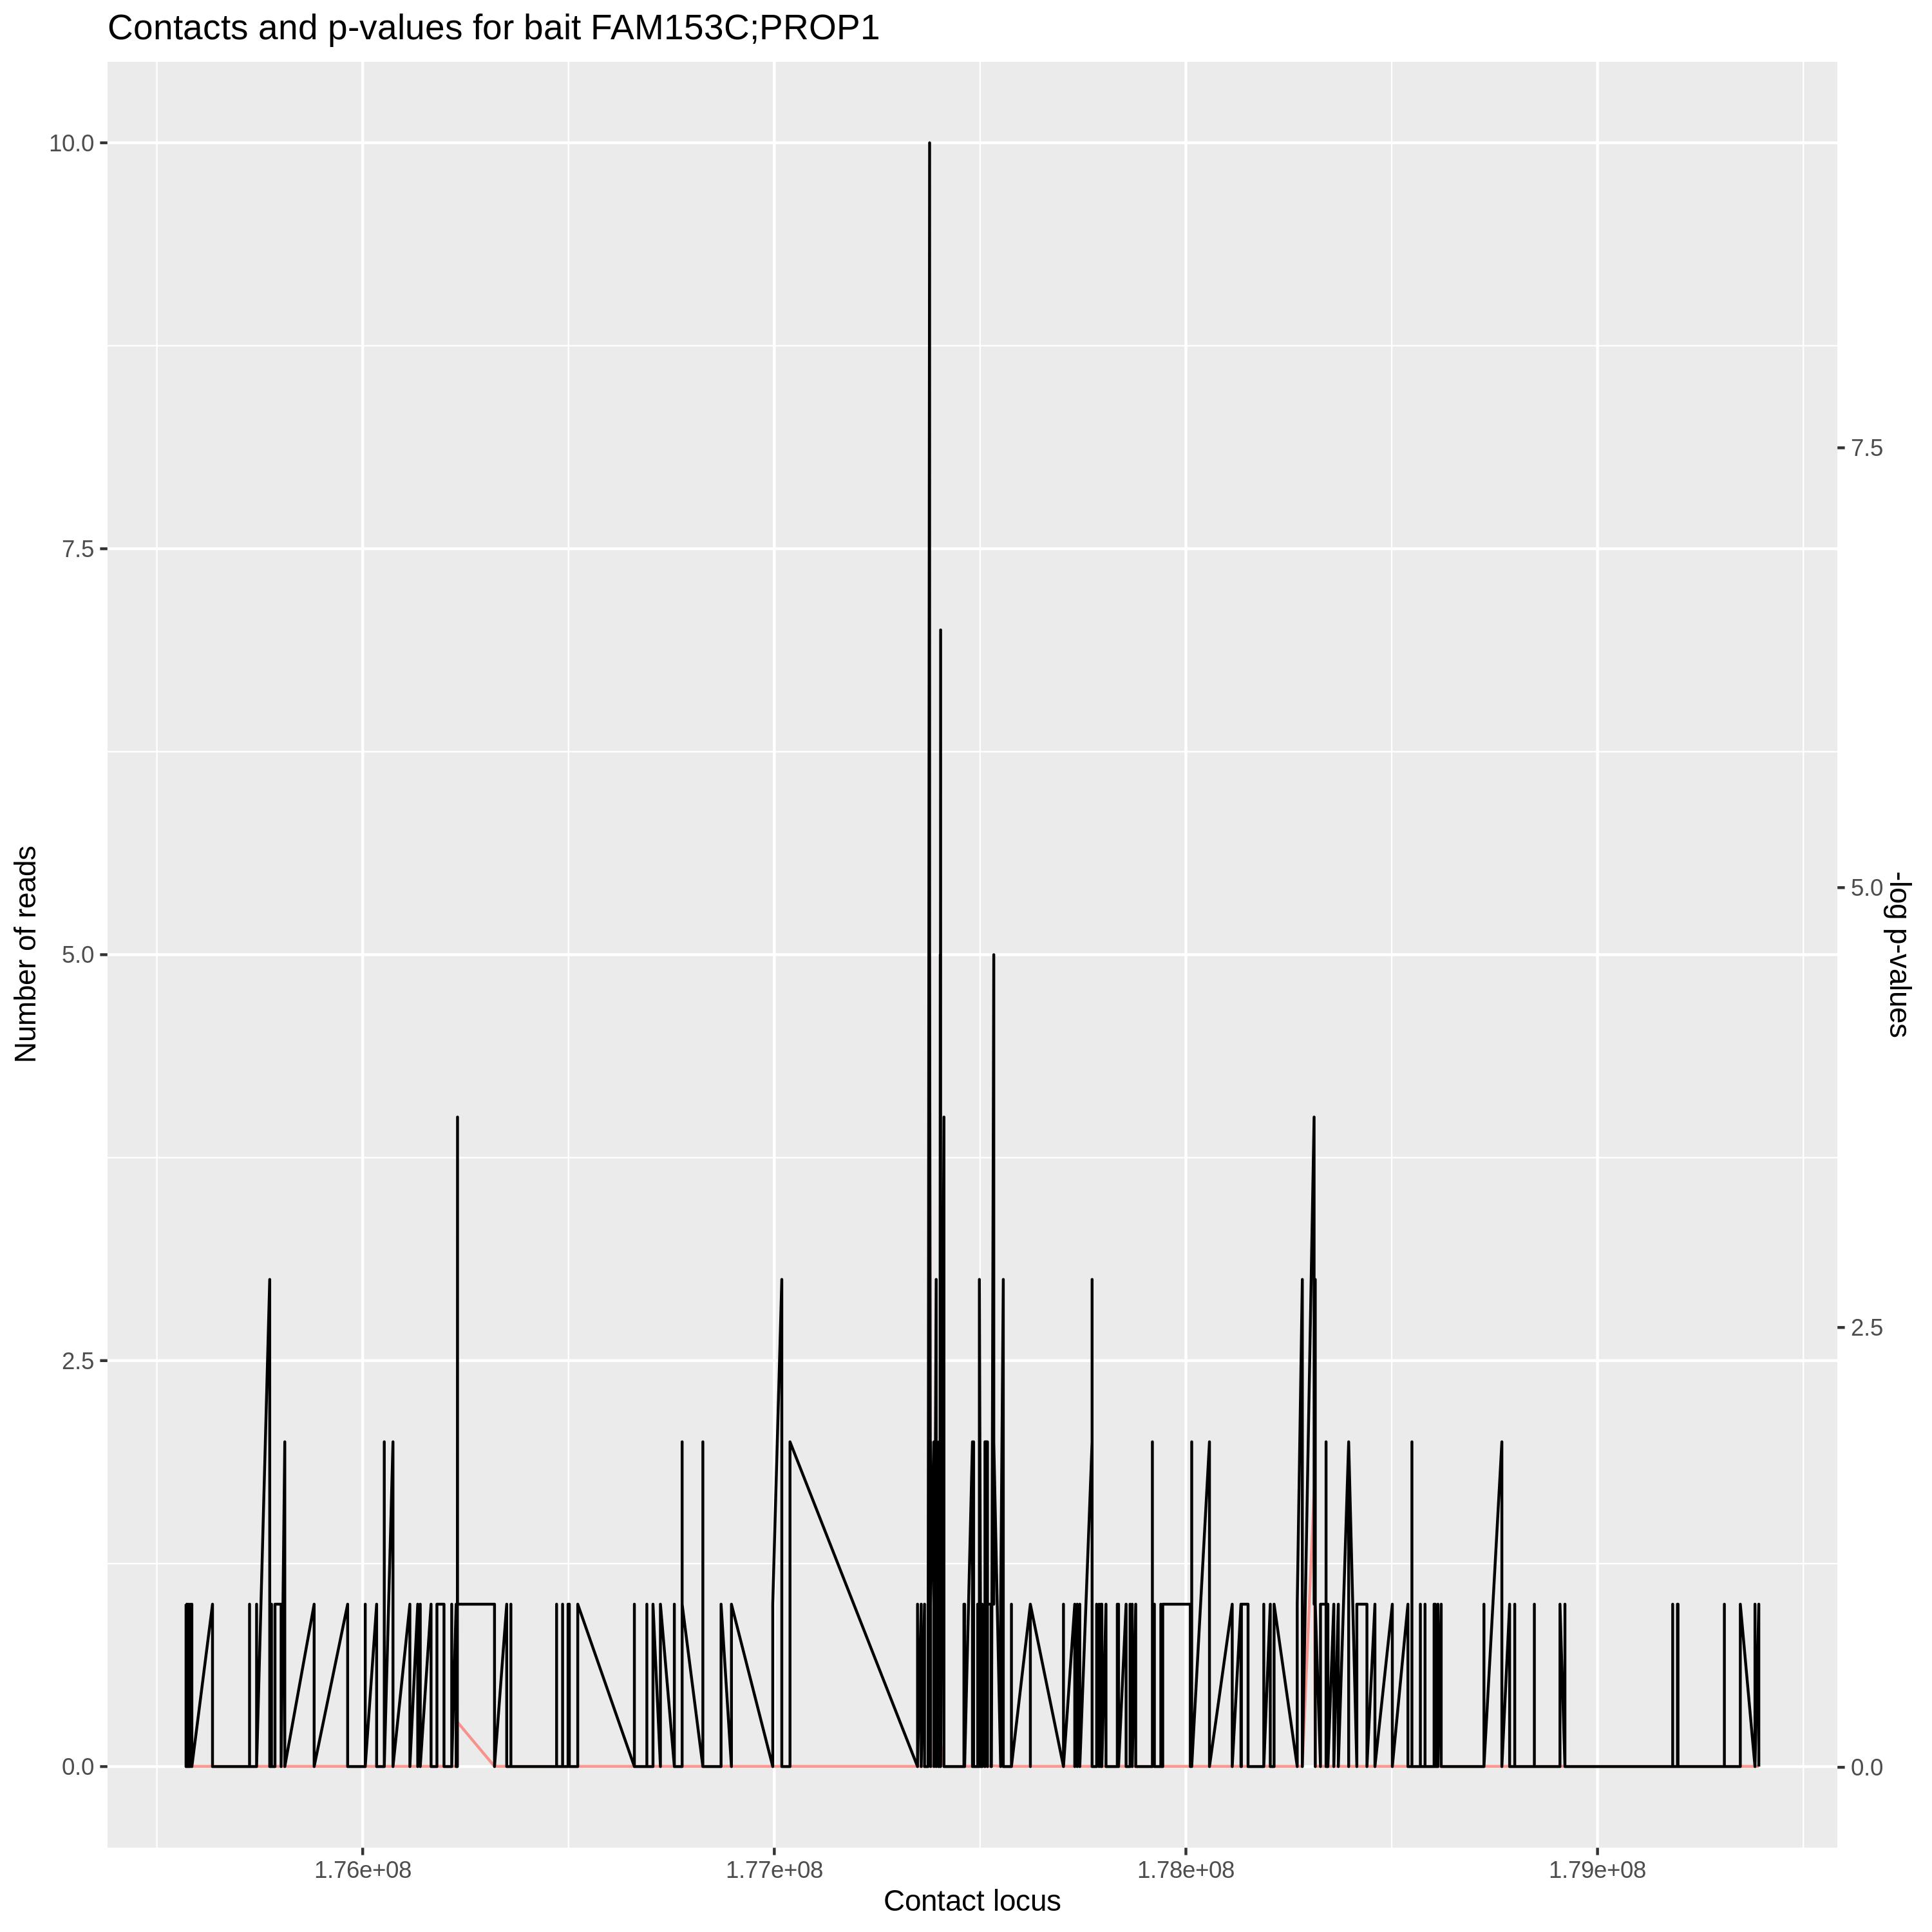 Contacts and p-values for bait FAM153C;PROP1
10.0
7.5
5.0
2.5
0.0
Number of reads
7.5
5.0
2.5
0.0
-log p-values
1.76e+08 1.77e+08 1.78e+08 1.79e+08
Contact locus